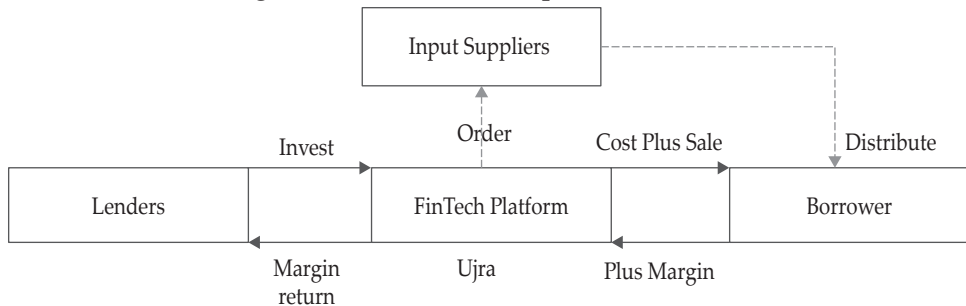 Input Suppliers
Order
Invest
Cost Plus Sale
Distribute
Lenders
FinTech Platform
Borrower
Margin
return
Ujra
Plus Margin